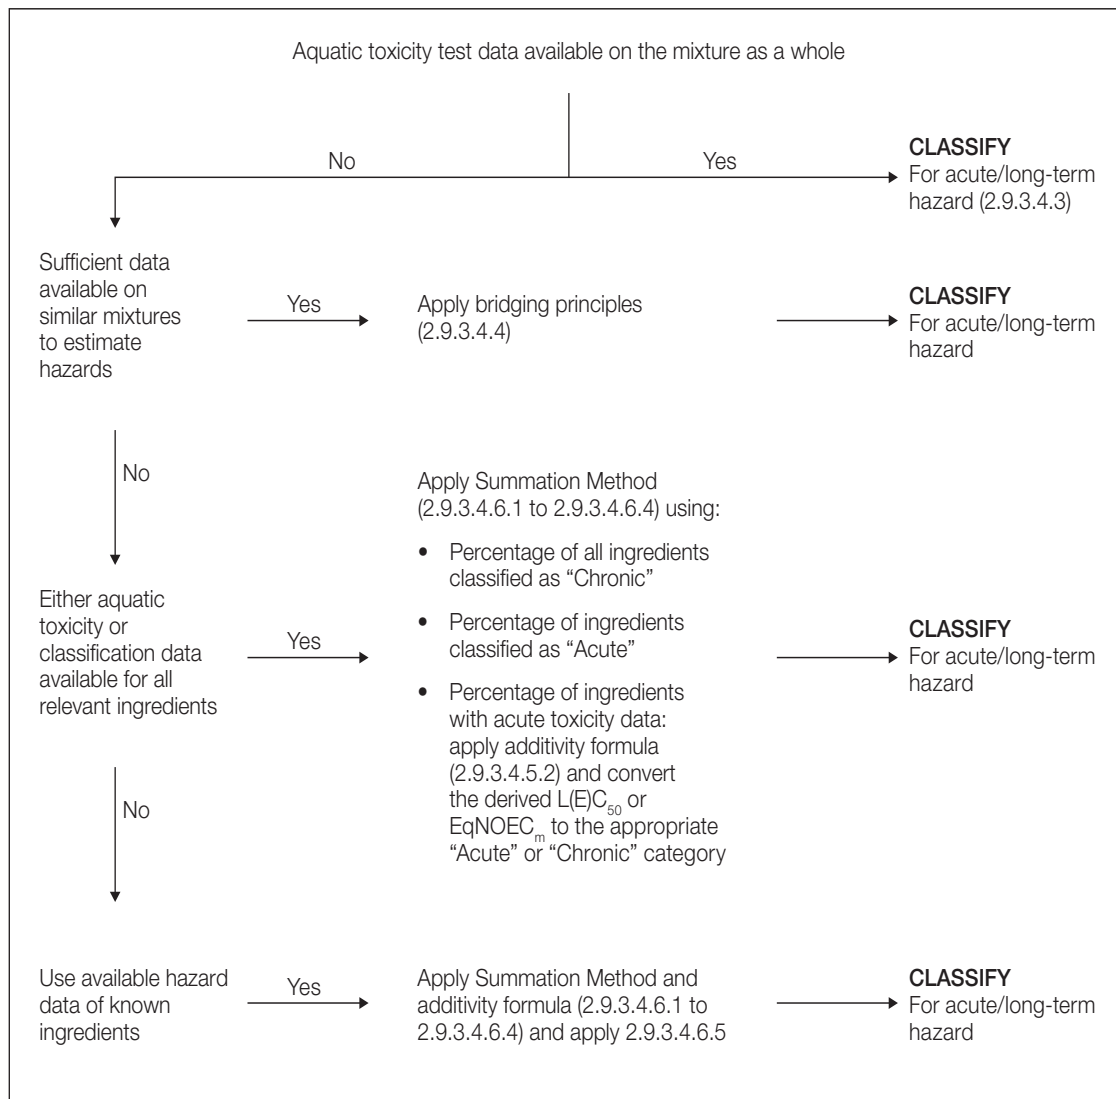 Aquatic toxicity test data available on the mixture as a whole
No
Yes
CLASSIFY
For acute/long-term
hazard (2.9.3.4.3)
Sufficient data
available on
similar mixtures
to estimate
hazards
Yes
Apply bridging principles
(2.9.3.4.4)
CLASSIFY
For acute/long-term
hazard
No
Either aquatic
toxicity or
classification data
available for all
relevant ingredients
Yes
Apply Summation Method
(2.9.3.4.6.1 to 2.9.3.4.6.4) using:
• Percentage of all ingredients
classified as “Chronic”
• Percentage of ingredients
classified as “Acute”
• Percentage of ingredients
with acute toxicity data:
apply additivity formula
(2.9.3.4.5.2) and convert
the derived L(E)C50 or
EqNOECm to the appropriate
“Acute” or “Chronic” category
CLASSIFY
For acute/long-term
hazard
No
Use available hazard
data of known
ingredients
Yes
Apply Summation Method and
additivity formula (2.9.3.4.6.1 to
2.9.3.4.6.4) and apply 2.9.3.4.6.5
CLASSIFY
For acute/long-term
hazard